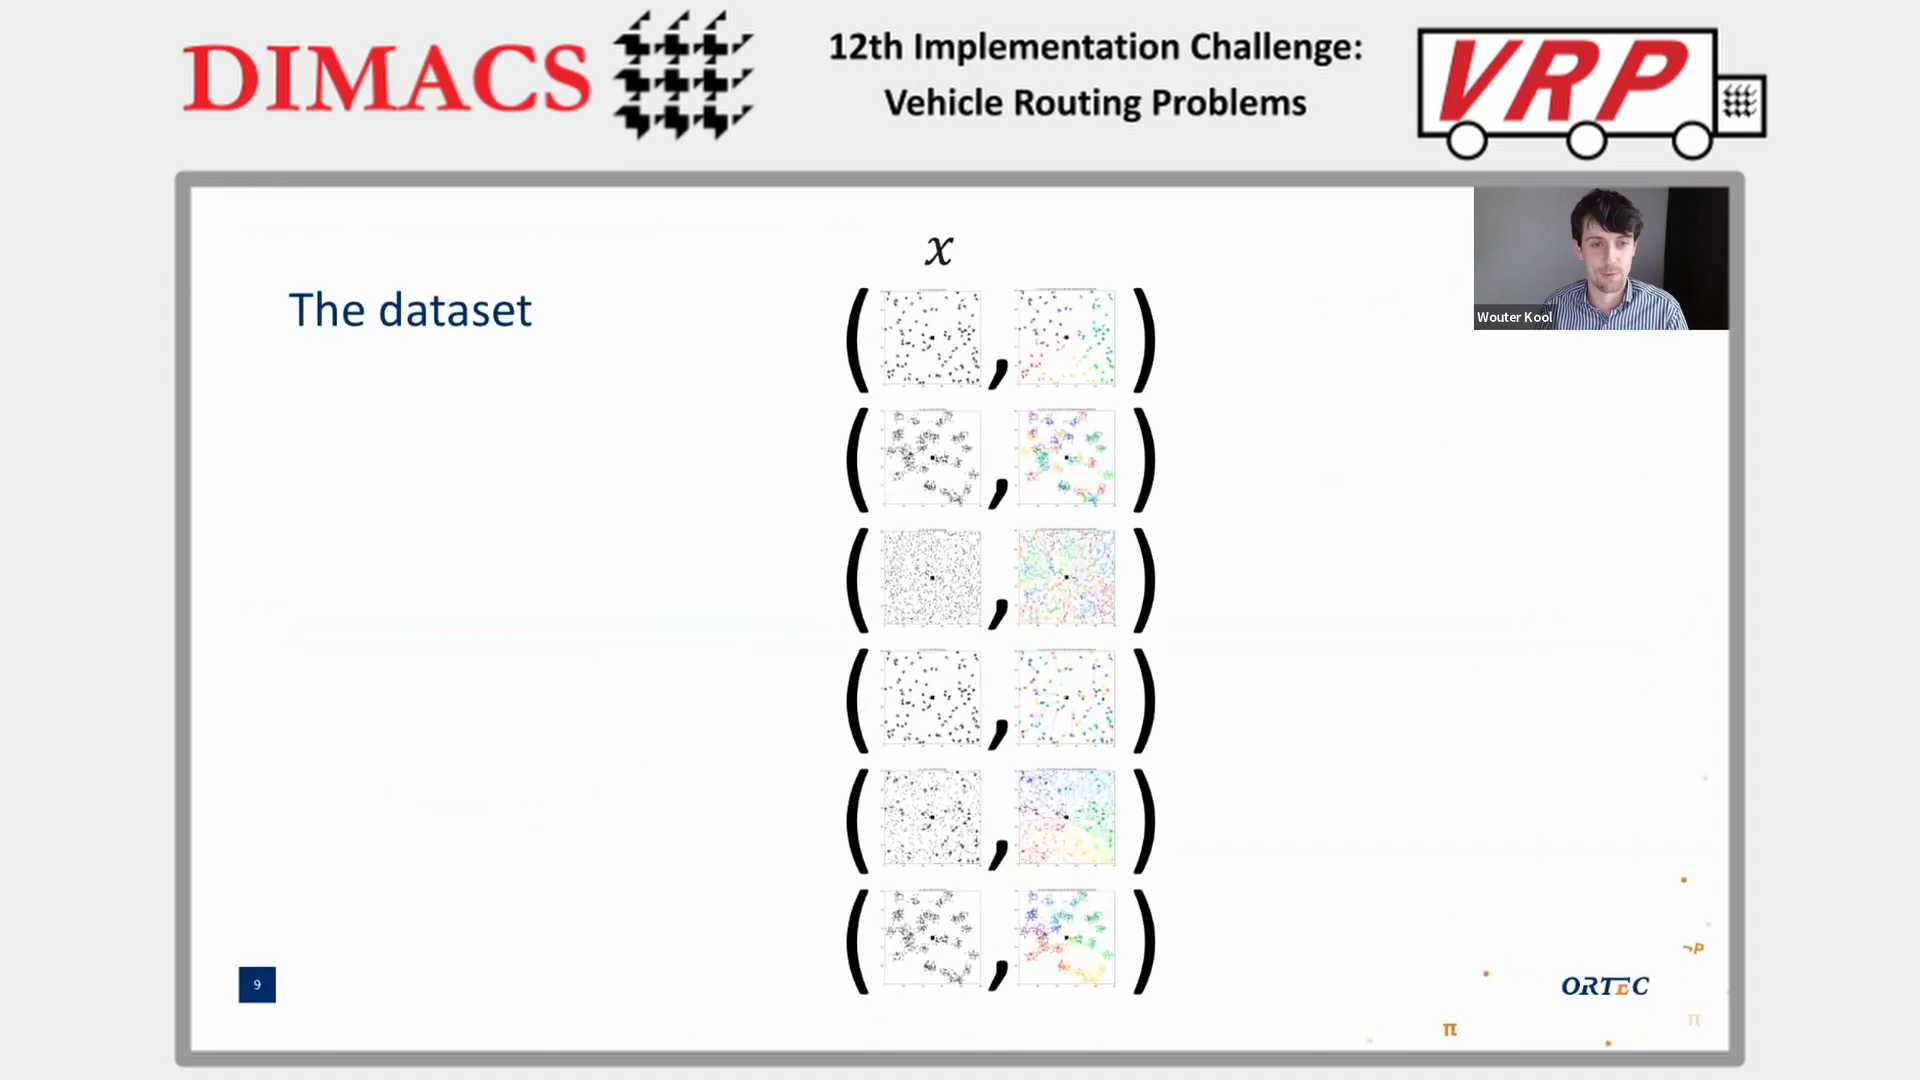 DIMACS
12th Implementation Challenge:
Vehicle Routing Problems
VRP
x
The dataset
( , )
( , )
( , )
( , )
( , )
( , )
Wouter Kool
9
¬P
ORTEC
π
π